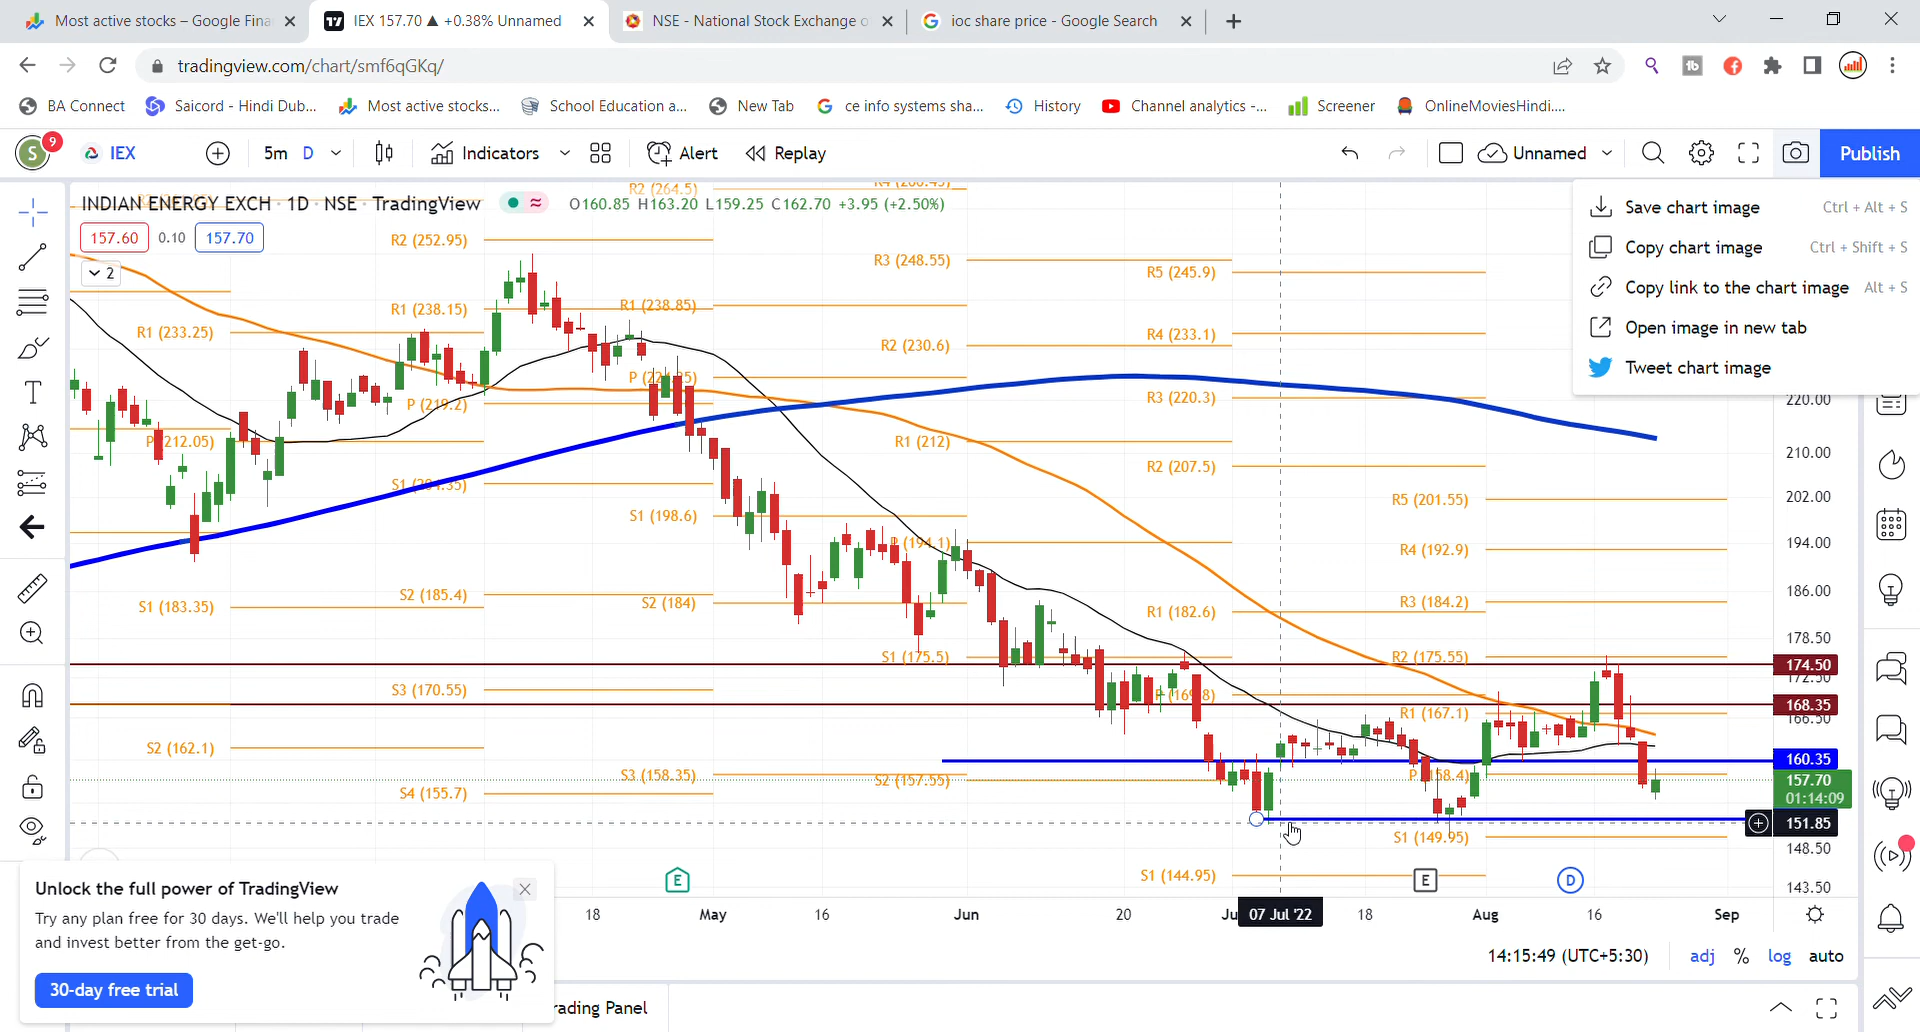 Most active stocks – Google Fina
IEX 157.70 ▲ +0.38% Unnamed
NSE - National Stock Exchange o
ioc share price - Google Search
tradingview.com/chart/smf6qGKq/
BA Connect
Saicord - Hindi Dub...
Most active stocks...
School Education a...
New Tab
ce info systems sha...
History
Channel analytics -...
Screener
OnlineMoviesHindi....
S 9 IEX
5m D
Indicators
Alert
Replay
Unnamed
Publish
INDIAN ENERGY EXCH · 1D · NSE · TradingView
O160.85 H163.20 L159.25 C162.70 +3.95 (+2.50%)
157.60 0.10 157.70
2
Save chart image Ctrl + Alt + S
Copy chart image Ctrl + Shift + S
Copy link to the chart image Alt + S
Open image in new tab
Tweet chart image
R2 (264.5)
R2 (252.95)
R3 (248.55)
R5 (245.9)
R1 (238.15)
R1 (238.85)
R1 (233.25)
R4 (233.1)
R2 (230.6)
R3 (220.3)
P (219.2)
P (212.05)
R1 (212)
R2 (207.5)
R5 (201.55)
S1 (198.6)
P (194.1)
R4 (192.9)
S2 (185.4)
S2 (184)
S1 (183.35)
R3 (184.2)
R1 (182.6)
S1 (175.5)
R2 (175.55)
S3 (170.55)
P (169.8)
R1 (167.1)
S2 (162.1)
S3 (158.35)
S2 (157.55)
P (158.4)
S4 (155.7)
S1 (149.95)
S1 (144.95)
220.00
210.00
202.00
194.00
186.00
178.50
174.50
172.50
168.35
166.50
160.35
157.70
01:14:09
151.85
148.50
143.50
E
E
D
18
May
16
Jun
20
Ju
07 Jul '22
18
Aug
16
Sep
Unlock the full power of TradingView
Try any plan free for 30 days. We'll help you trade
and invest better from the get-go.
30-day free trial
14:15:49 (UTC+5:30)
adj % log auto
rading Panel